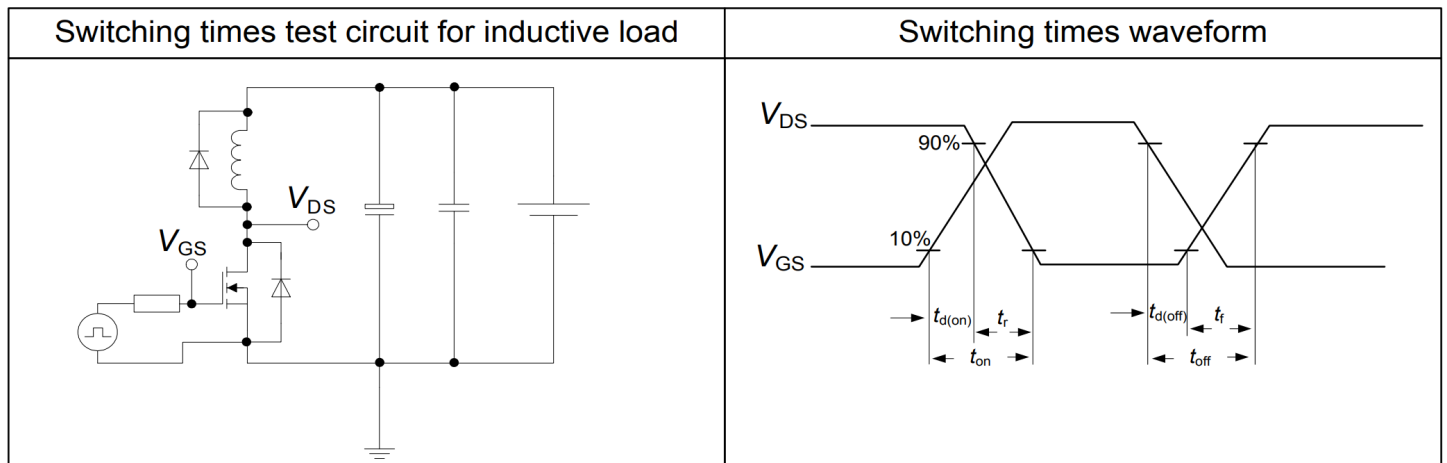 Switching times test circuit for inductive load
Switching times waveform
VDS
VGS
VDS
90%
10%
VGS
td(on) tr
ton
td(off) tf
toff